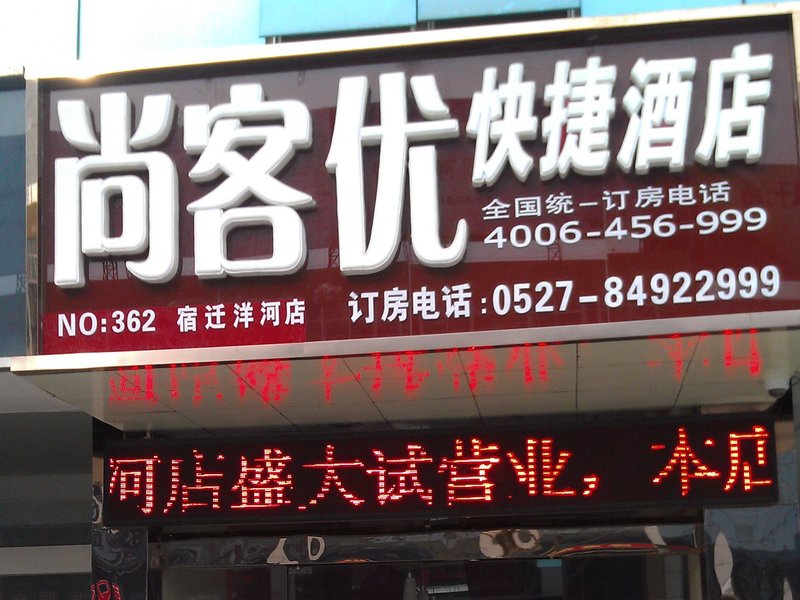 尚客优快捷酒店
全国统一订房电话
4006-456-999
NO:362 宿迁洋河店 订房电话:0527-84922999
河店盛大试营业，本店